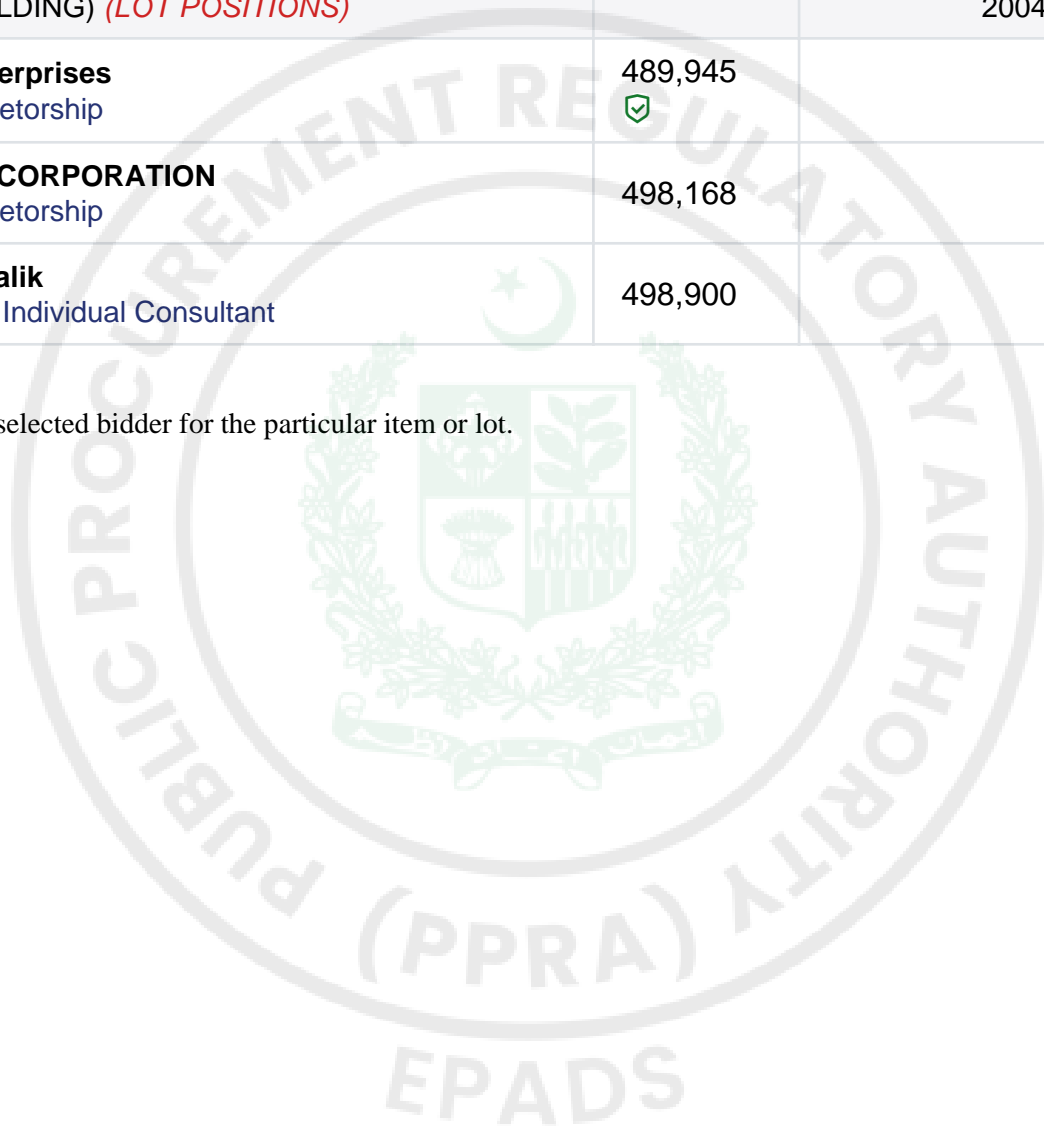 LDING) (LOT POSITIONS) 2004
erprises 489,945
etorship
CORPORATION 498,168
etorship
alik 498,900
Individual Consultant
selected bidder for the particular item or lot.
PUBLIC PROCUREMENT REGULATORY AUTHORITY
(PPRA)
EPADS